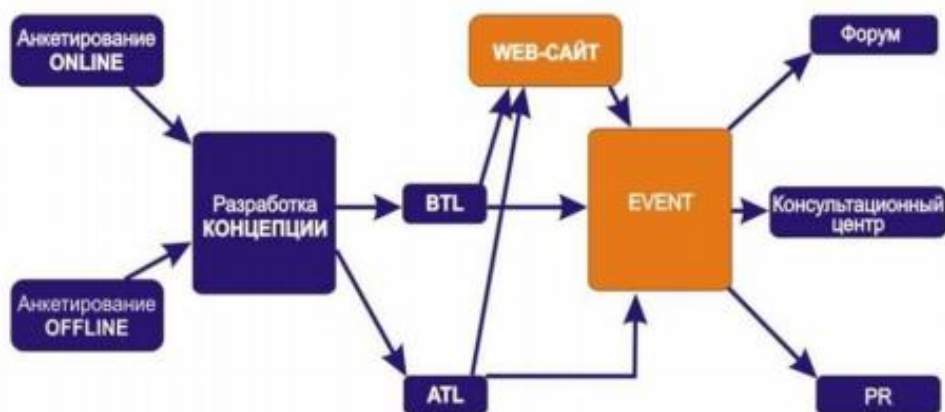 Анкетирование
ONLINE
WEB-САЙТ
Форум
Разработка
КОНЦЕПЦИИ
BTL
EVENT
Консультационный
центр
Анкетирование
OFFLINE
ATL
PR